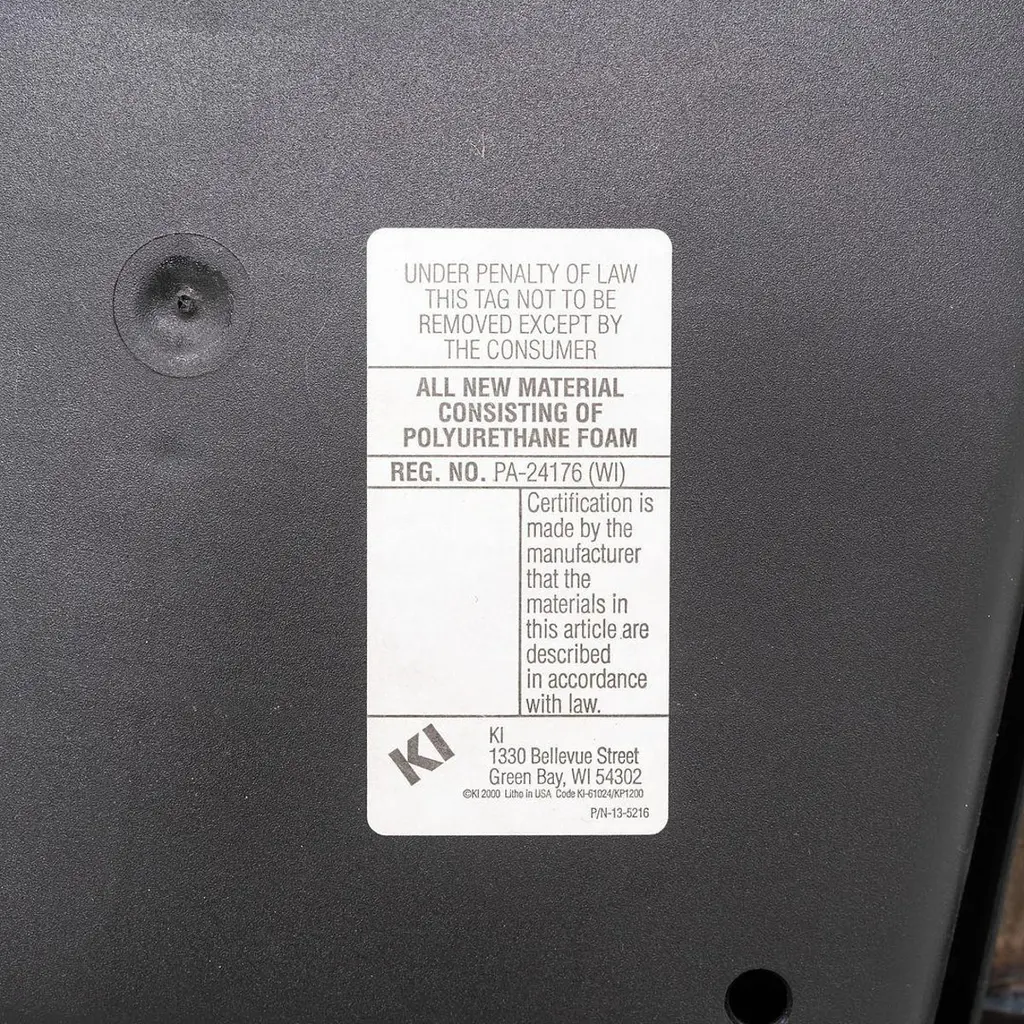 UNDER PENALTY OF LAW
THIS TAG NOT TO BE
REMOVED EXCEPT BY
THE CONSUMER
ALL NEW MATERIAL
CONSISTING OF
POLYURETHANE FOAM
REG. NO. PA-24176 (WI)
Certification is
made by the
manufacturer
that the
materials in
this article are
described
in accordance
with law.
KI
KI
1330 Bellevue Street
Green Bay, WI 54302
©KI 2000 Litho in USA Code KI-61024/KP1200
P/N-13-5216